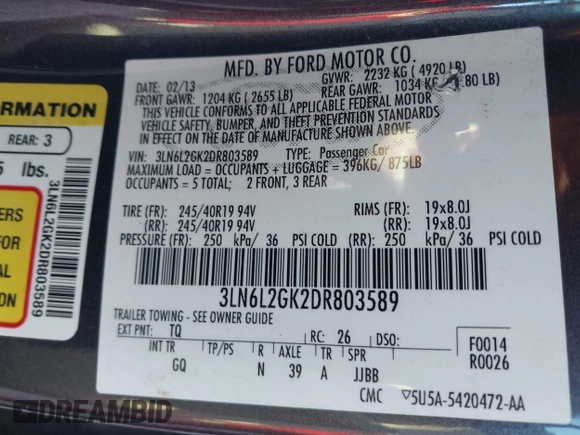 MFD. BY FORD MOTOR CO.
DATE: 02/13
GVWR: 2232 KG ( 4920 LB)
FRONT GAWR: 1204 KG ( 2655 LB)
REAR GAWR: 1034 80 LB)
THIS VEHICLE CONFORMS TO ALL APPLICABLE FEDERAL MOTOR
VEHICLE SAFETY, BUMPER, AND THEFT PREVENTION STANDARDS
IN EFFECT ON THE DATE OF MANUFACTURE SHOWN ABOVE.
VIN: 3LN6L2GK2DR803589 TYPE: Passenger Car
MAXIMUM LOAD = OCCUPANTS + LUGGAGE = 396KG/ 875LB
OCCUPANTS = 5 TOTAL; 2 FRONT, 3 REAR
TIRE (FR): 245/40R19 94V RIMS (FR): 19x8.0J
(RR): 245/40R19 94V (RR): 19x8.0J
PRESSURE (FR): 250 kPa/ 36 PSI COLD (RR): 250 kPa/ 36 PSI COLD
3LN6L2GK2DR803589
TRAILER TOWING - SEE OWNER GUIDE
EXT PNT: TQ RC: 26 DSO: F0014
R0026
INT TR TP/PS R AXLE TR SPR
GQ N 39 A JJBB
CMC 5U5A-5420472-AA
ORMATION
REAR: 3
5 lbs.
3LN6L2GK2DR803589
ERS
FOR
TION
DREAMBID